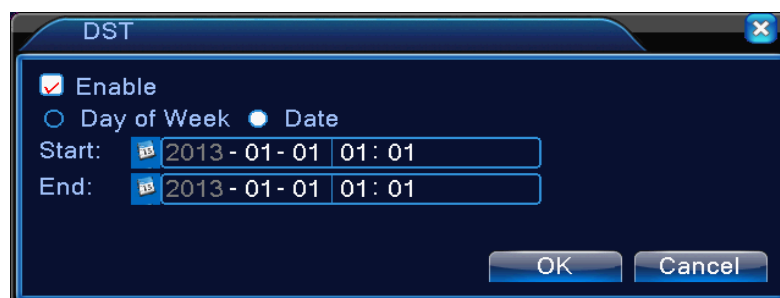 DST
Enable
Day of Week Date
Start: 2013-01-01 01:01
End: 2013-01-01 01:01
OK Cancel